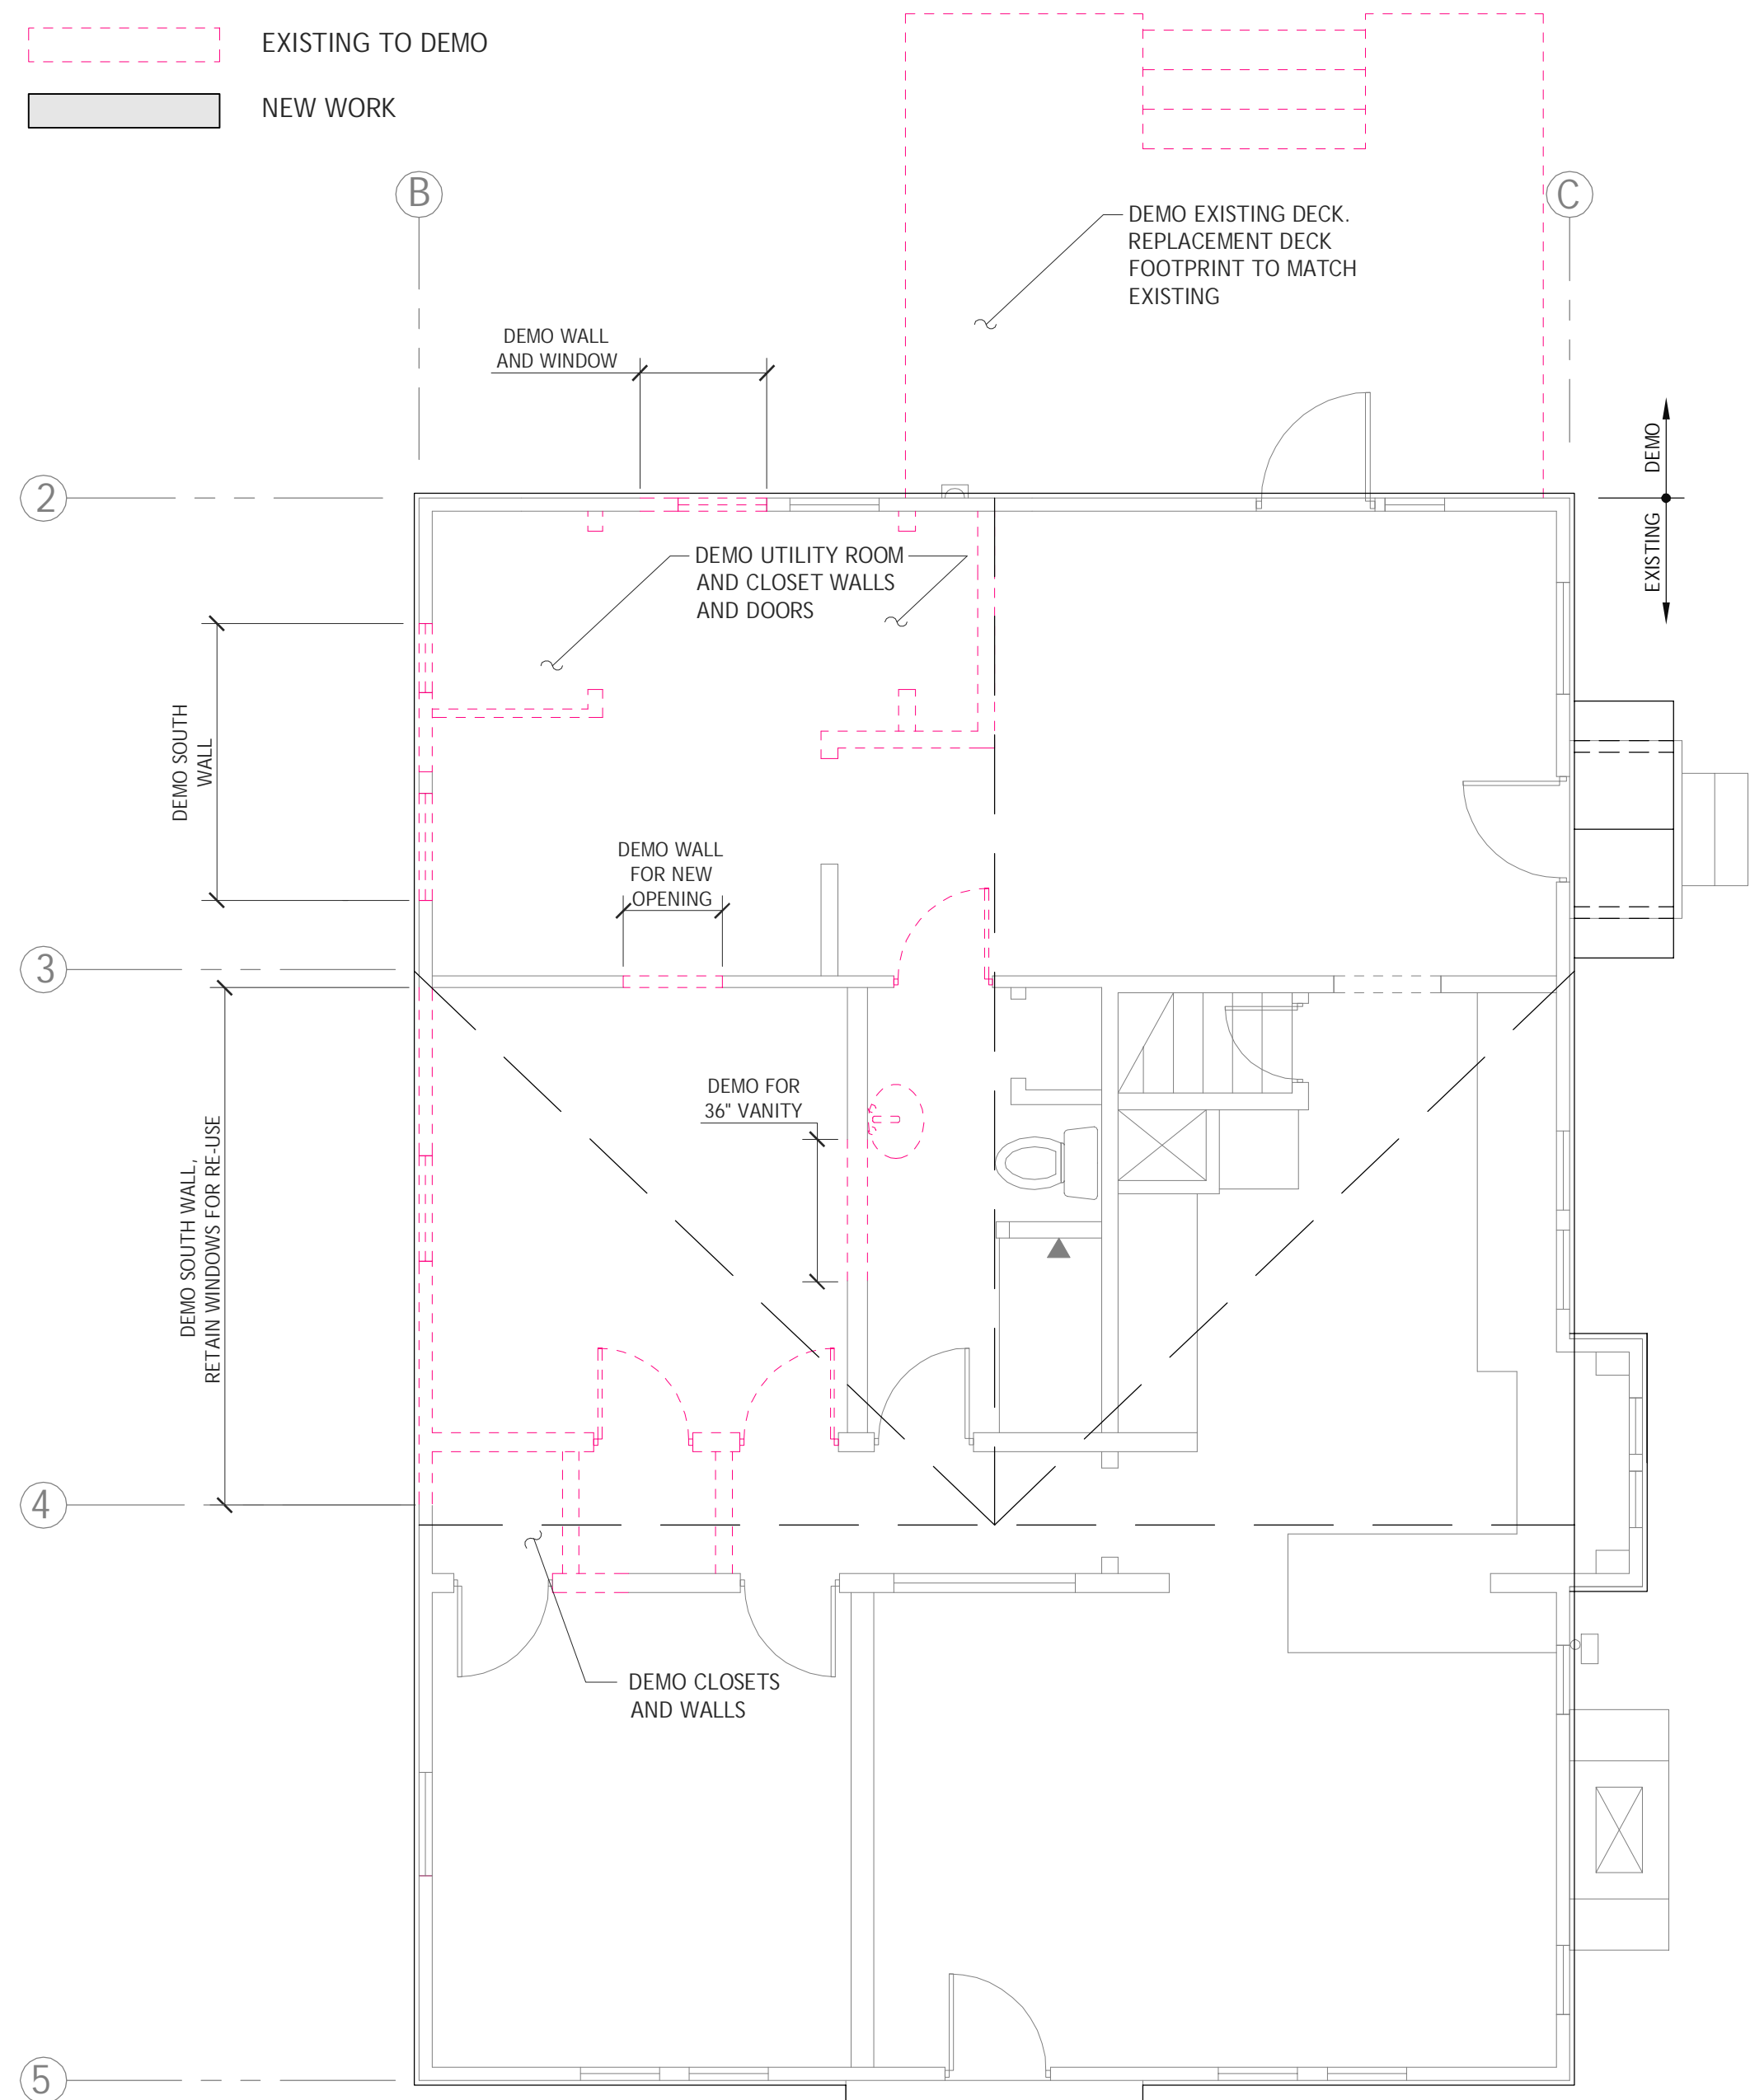 EXISTING TO DEMO
NEW WORK
B
C
DEMO EXISTING DECK.
REPLACEMENT DECK
FOOTPRINT TO MATCH
EXISTING
DEMO WALL
AND WINDOW
DEMO
EXISTING
2
DEMO UTILITY ROOM
AND CLOSET WALLS
AND DOORS
DEMO SOUTH
WALL
DEMO WALL
FOR NEW
OPENING
3
DEMO FOR
36" VANITY
DEMO SOUTH WALL,
RETAIN WINDOWS FOR RE-USE
4
DEMO CLOSETS
AND WALLS
5